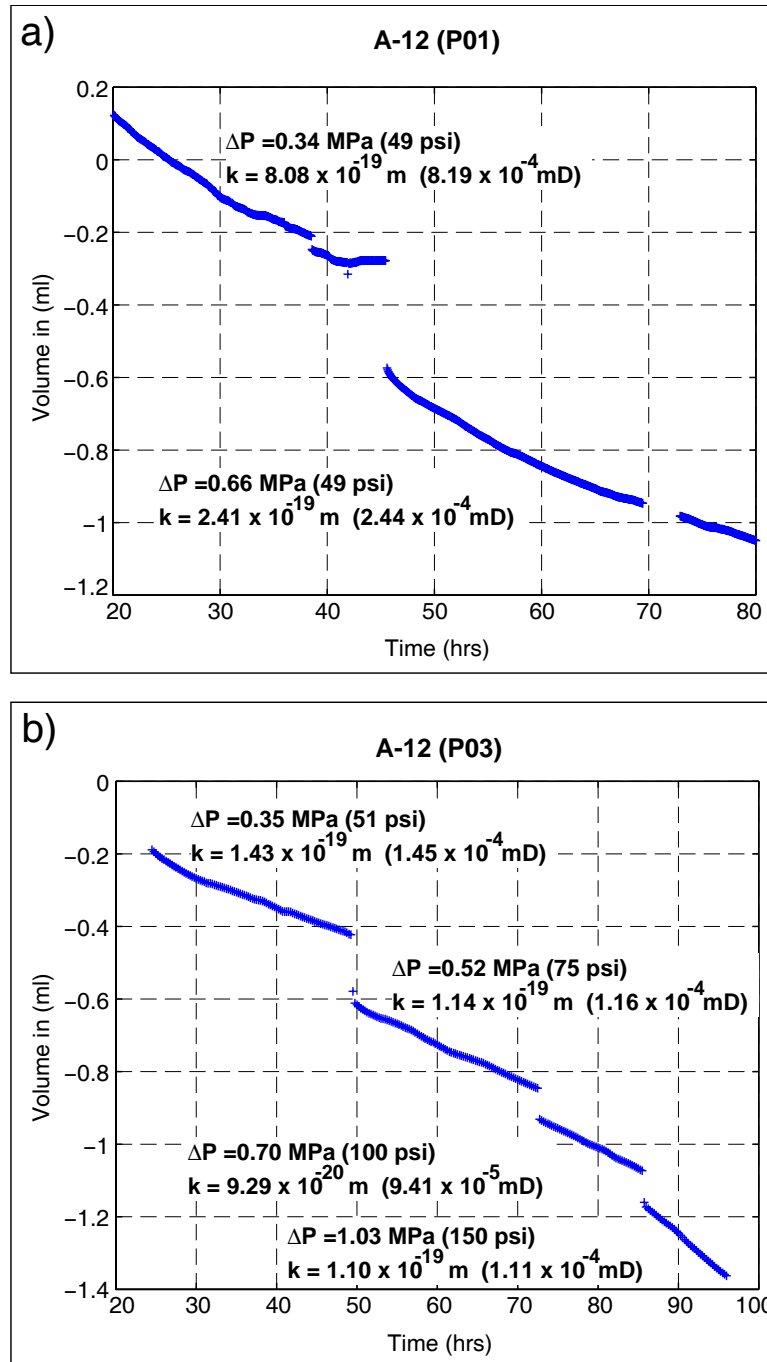 a)
A-12 (P01)
0.2
0
−0.2
−0.4
−0.6
−0.8
−1
−1.2
Volume in (ml)
ΔP =0.34 MPa (49 psi)
k = 8.08 x 10⁻¹⁹ m (8.19 x 10⁻⁴mD)
ΔP =0.66 MPa (49 psi)
k = 2.41 x 10⁻¹⁹ m (2.44 x 10⁻⁴mD)
20 30 40 50 60 70 80
Time (hrs)
b)
A-12 (P03)
0
−0.2
−0.4
−0.6
−0.8
−1
−1.2
−1.4
Volume in (ml)
ΔP =0.35 MPa (51 psi)
k = 1.43 x 10⁻¹⁹ m (1.45 x 10⁻⁴mD)
ΔP =0.52 MPa (75 psi)
k = 1.14 x 10⁻¹⁹ m (1.16 x 10⁻⁴mD)
ΔP =0.70 MPa (100 psi)
k = 9.29 x 10⁻²⁰ m (9.41 x 10⁻⁵mD)
ΔP =1.03 MPa (150 psi)
k = 1.10 x 10⁻¹⁹ m (1.11 x 10⁻⁴mD)
20 30 40 50 60 70 80 90 100
Time (hrs)